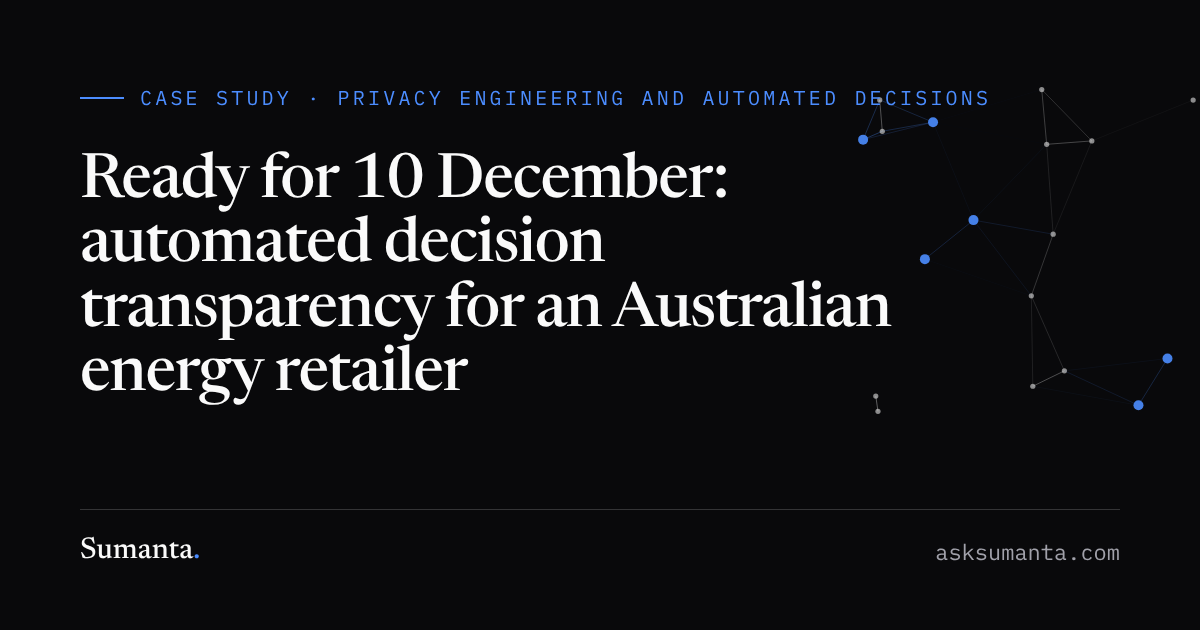 CASE STUDY · PRIVACY ENGINEERING AND AUTOMATED DECISIONS
Ready for 10 December:
automated decision
transparency for an Australian
energy retailer
Sumanta.
asksumanta.com